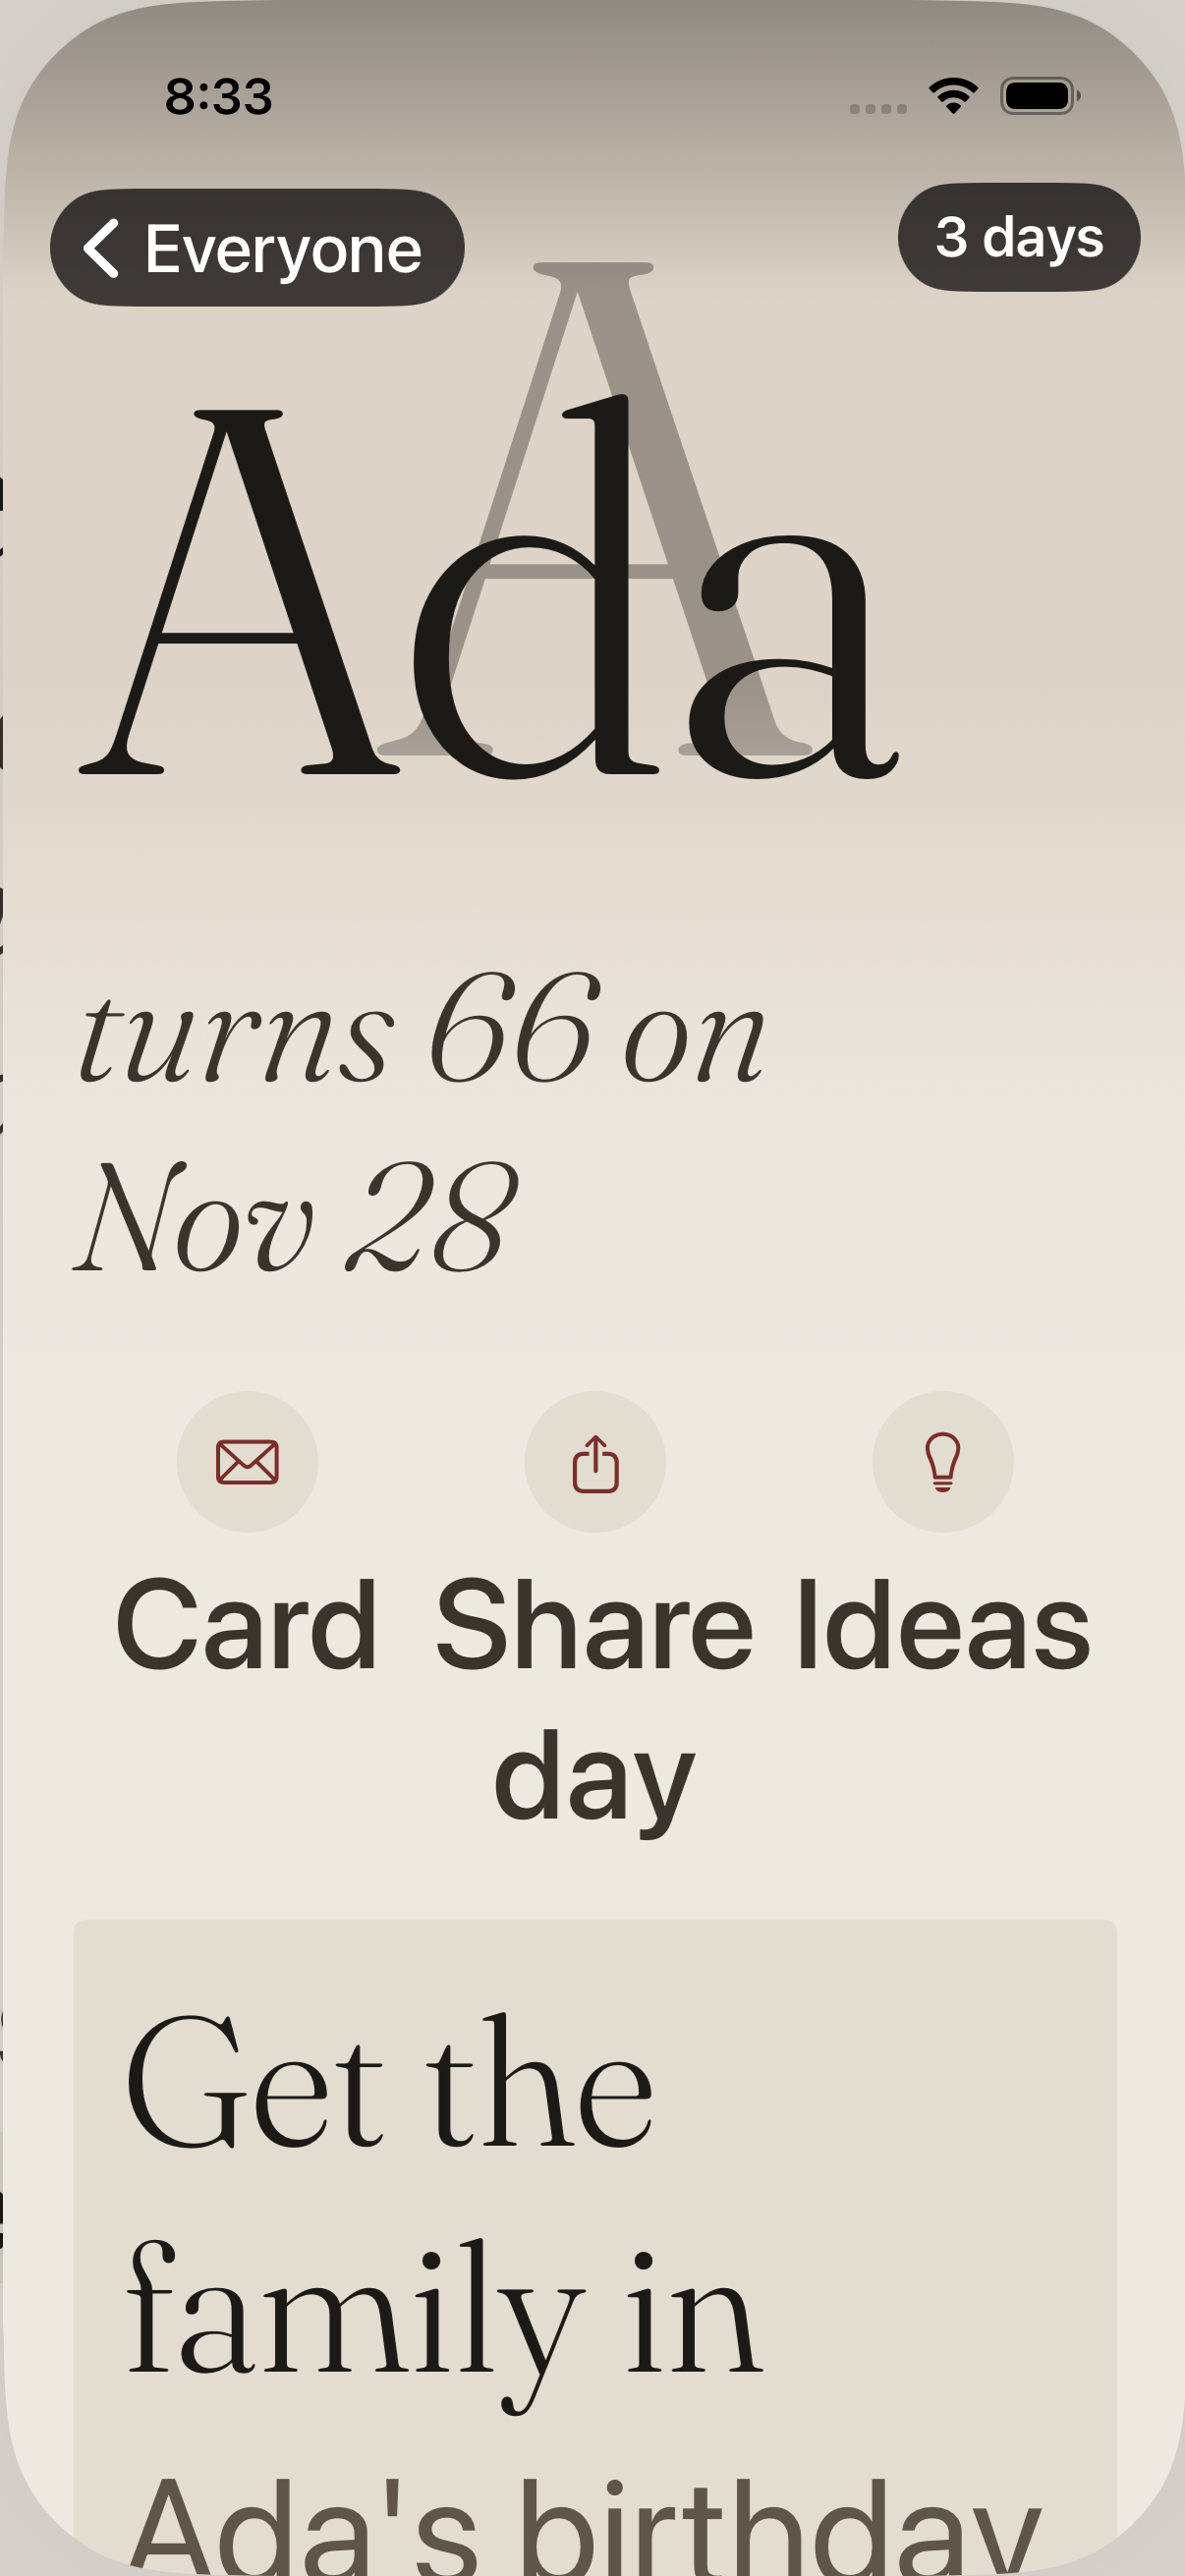 8:33
Everyone
3 days
A
Ada
turns 66 on
Nov 28
Card
Share day
Ideas
Get the
family in
Ada's birthday